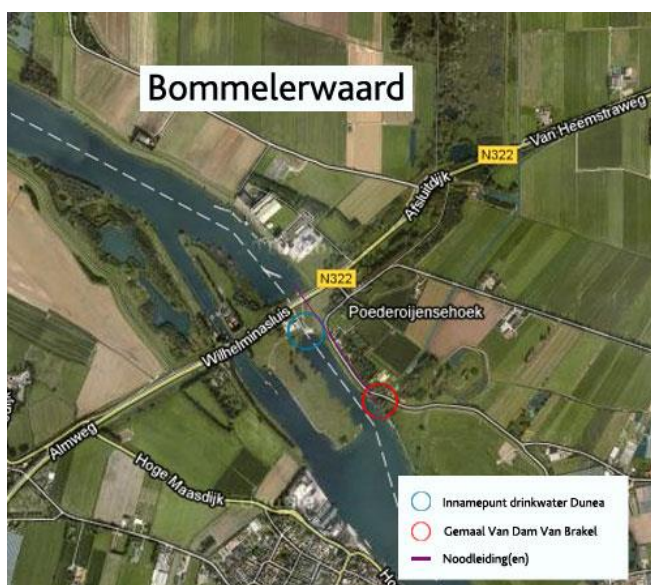 Bommelerwaard
Van Heemstraweg
N322
Afsluitdijk
N322
Poederoijensehoek
Wilhelminasluis
Almweg
Hoge Maasdijk
Innamepunt drinkwater Dunea
Gemaal Van Dam Van Brakel
Noodleiding(en)